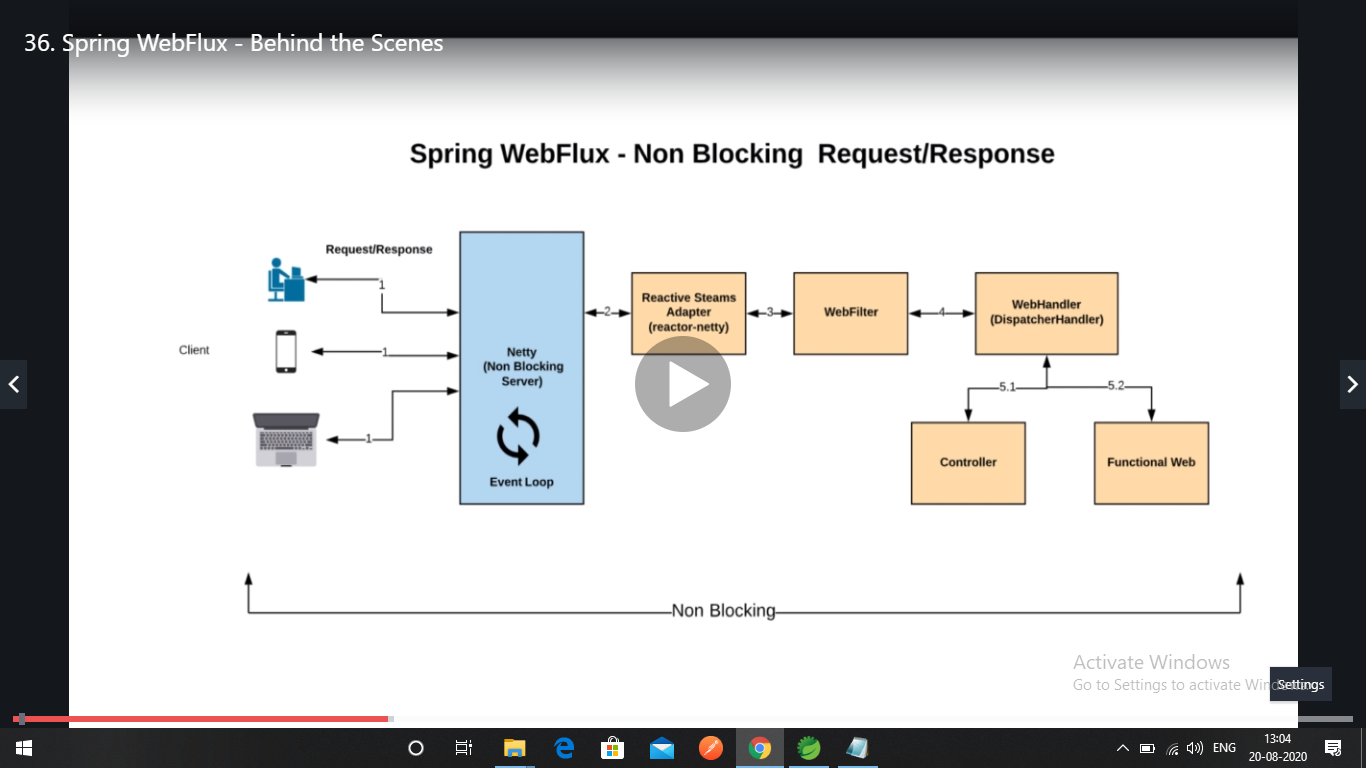 36. Spring WebFlux - Behind the Scenes
Spring WebFlux - Non Blocking Request/Response
Request/Response
1
Client
1
1
Netty
(Non Blocking
Server)
Event Loop
2
Reactive Steams
Adapter
(reactor-netty)
3
WebFilter
4
WebHandler
(DispatcherHandler)
5.1
5.2
Controller
Functional Web
Non Blocking
Activate Windows
Go to Settings to activate
Settings
ENG
13:04
20-08-2020